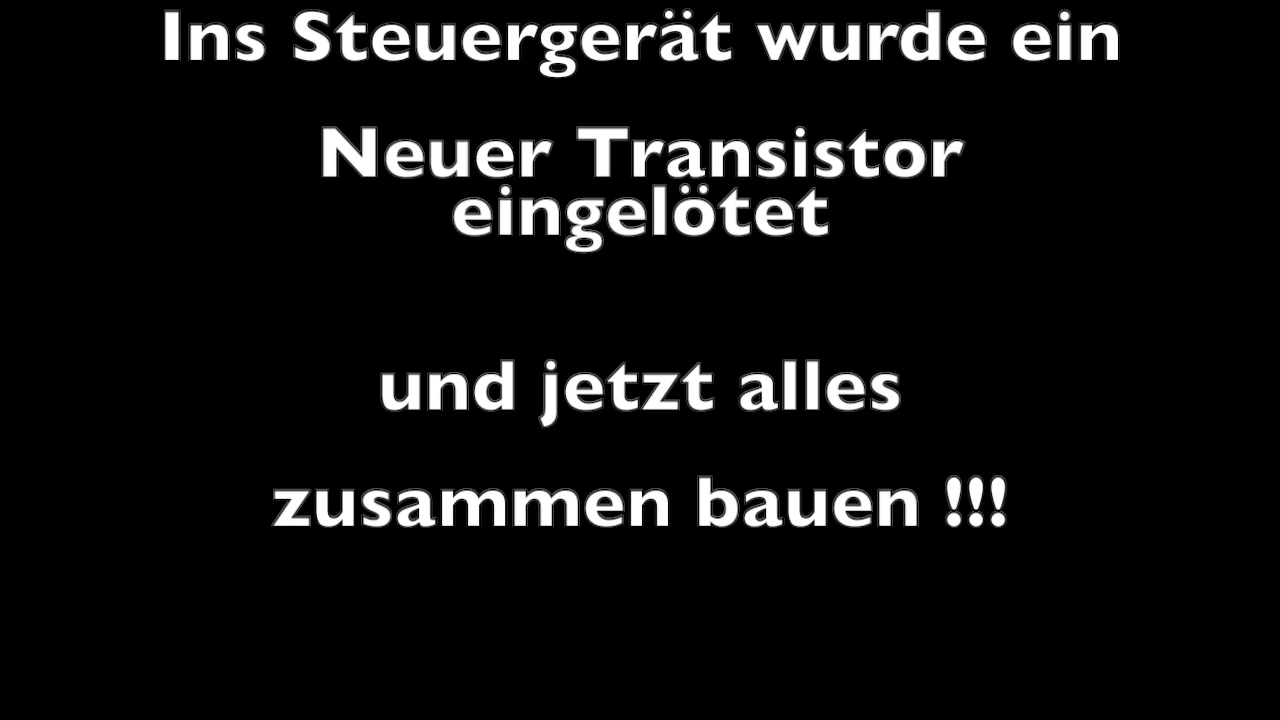 Ins Steuergerät wurde ein
Neuer Transistor
eingelötet
und jetzt alles
zusammen bauen !!!